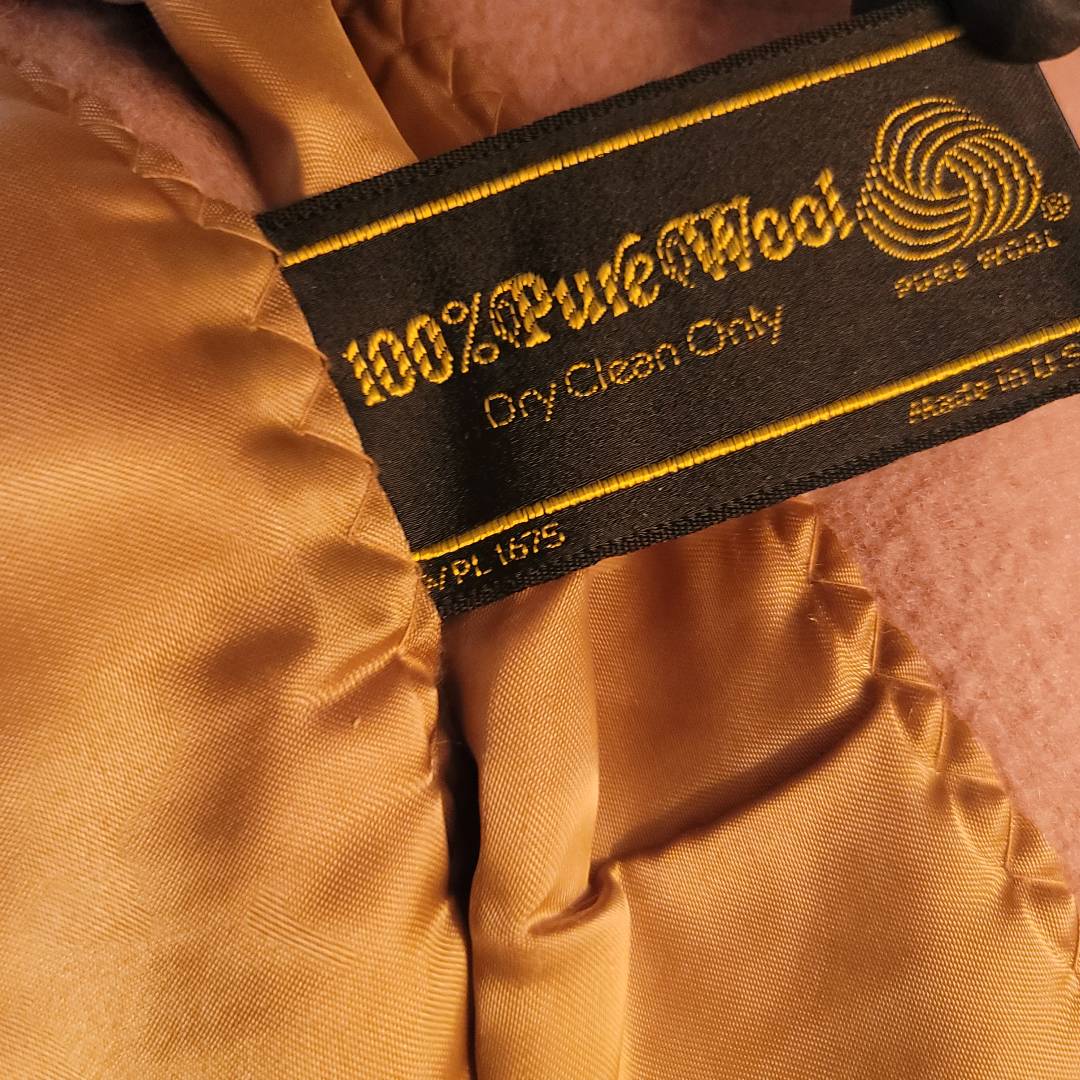 100% Pure Wool
Dry Clean Only
®
PURE WOOL
Made in U.S
/PL 1675